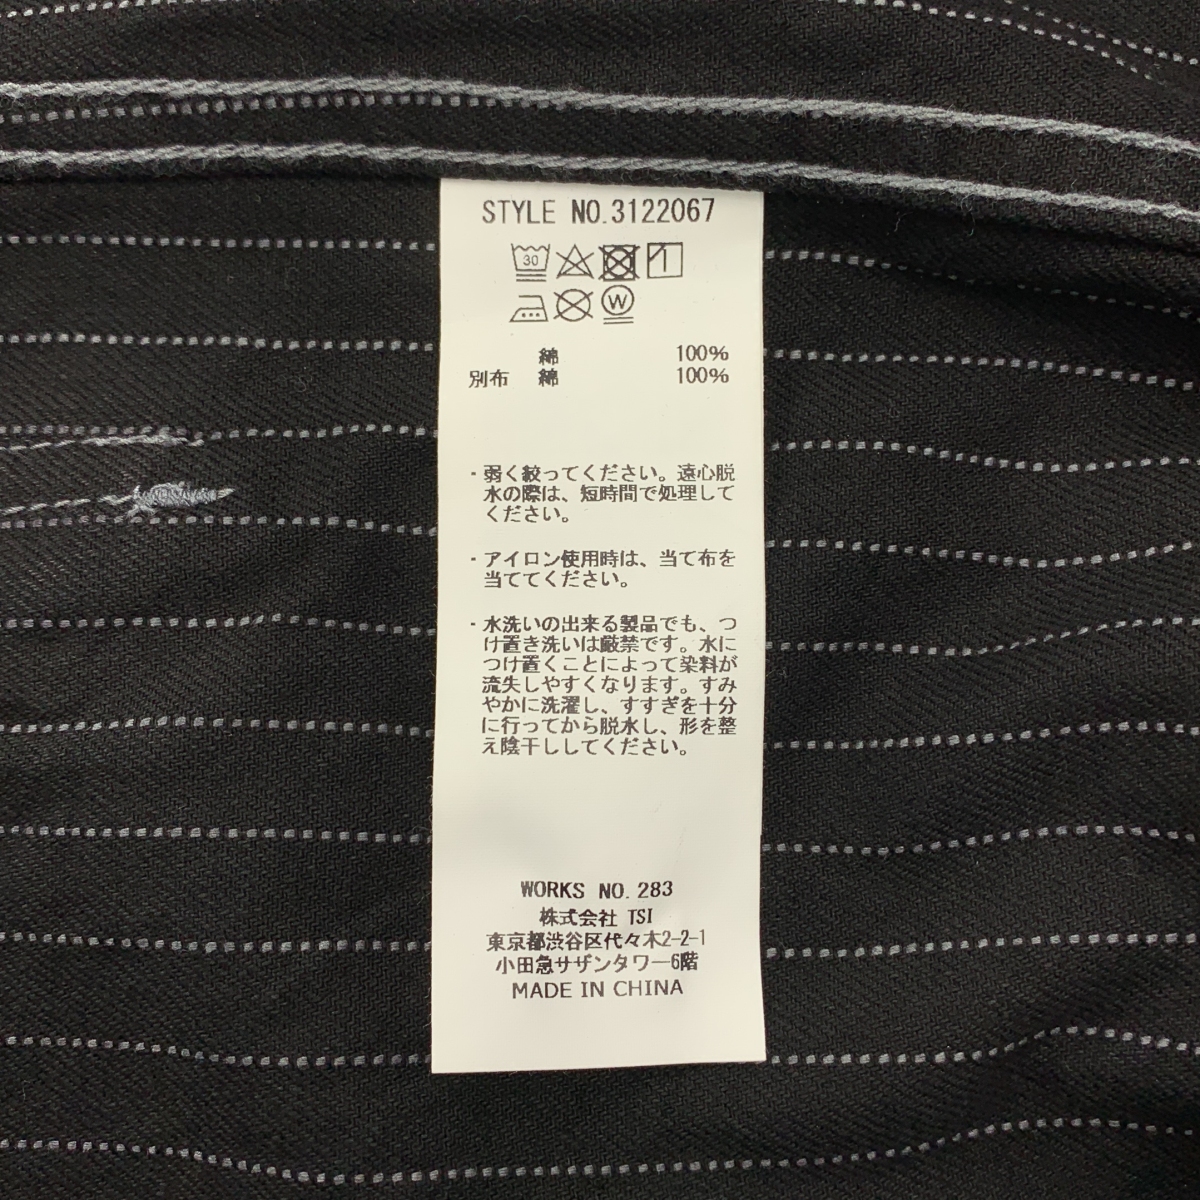 STYLE NO.3122067
30
W
綿 100%
別布 綿 100%
・弱く絞ってください。遠心脱
水の際は、短時間で処理して
ください。
・アイロン使用時は、当て布を
当ててください。
・水洗いの出来る製品でも、つ
け置き洗いは厳禁です。水に
つけ置くことによって染料が
流失しやすくなります。すみ
やかに洗濯し、すすぎを十分
に行ってから脱水し、形を整
え陰干ししてください。
WORKS NO.283
株式会社 TSI
東京都渋谷区代々木2-2-1
小田急サザンタワー6階
MADE IN CHINA